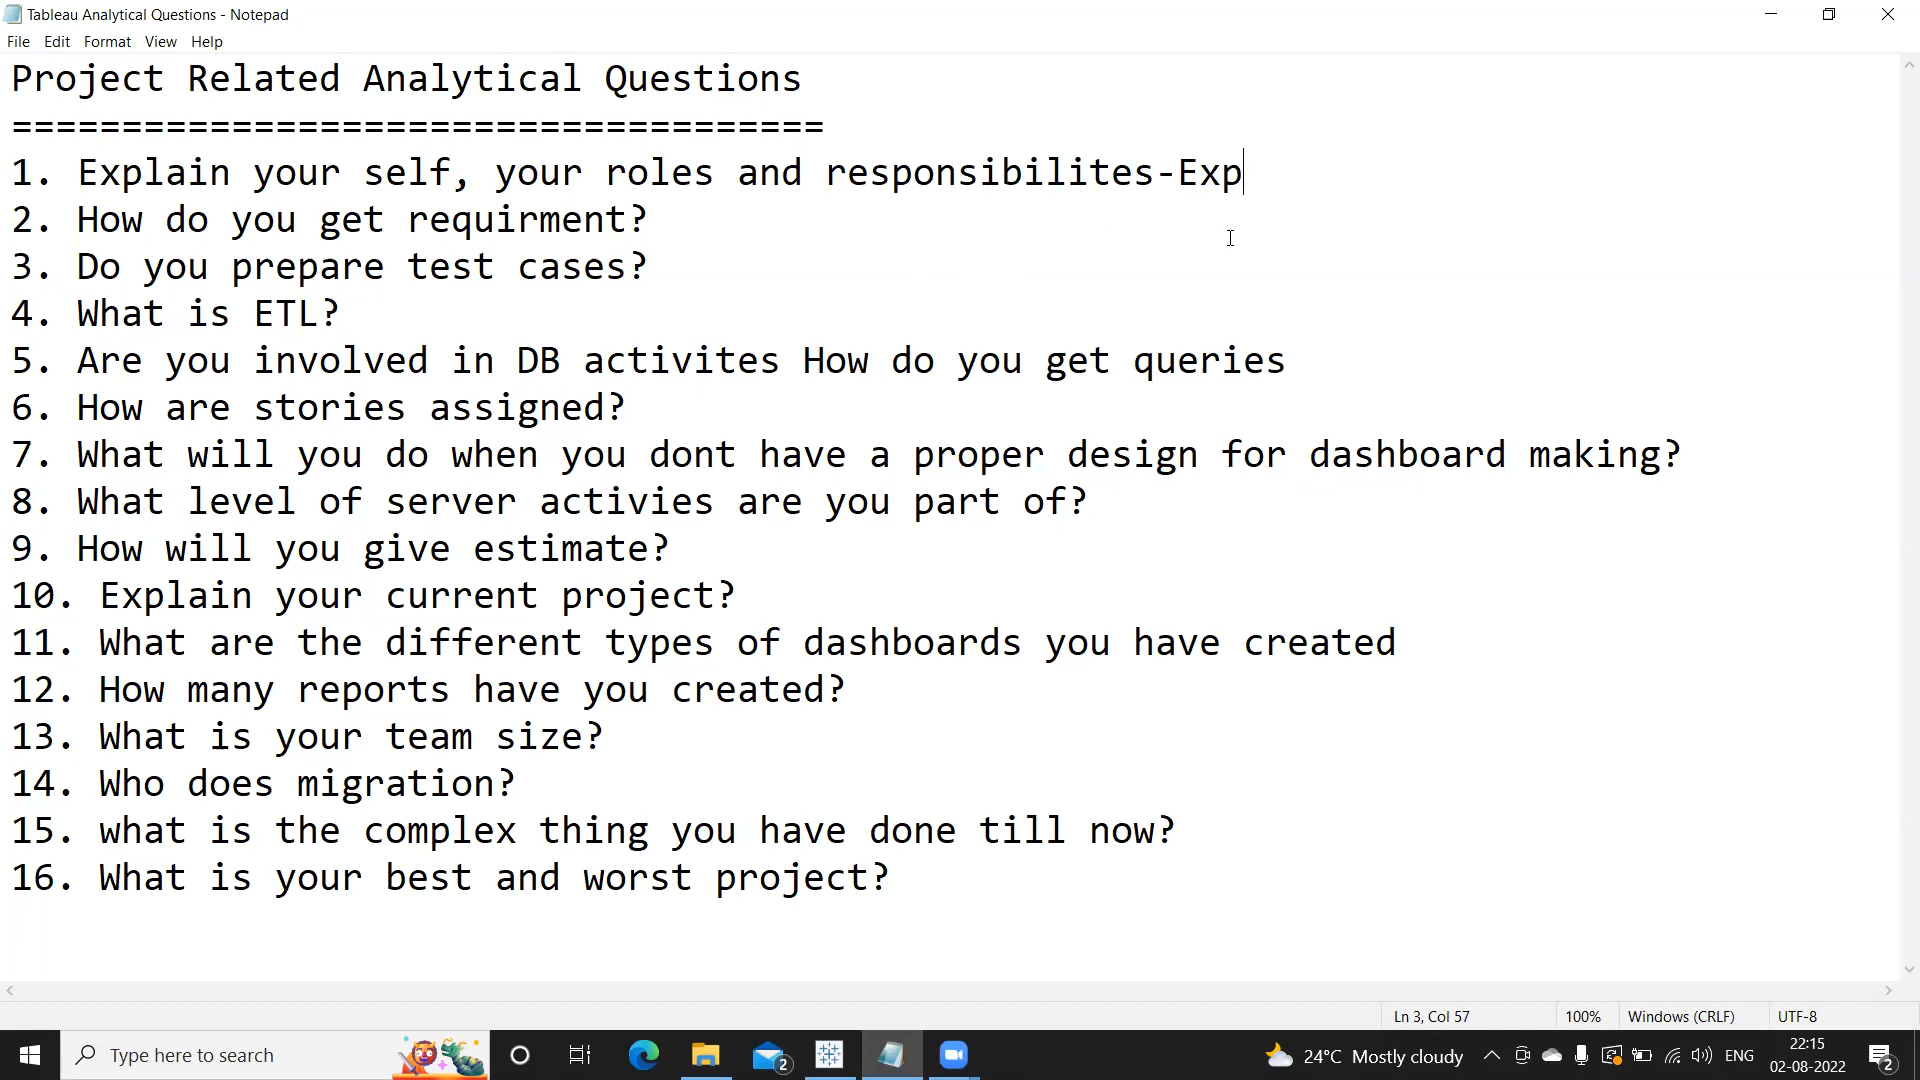 Tableau Analytical Questions - Notepad
File Edit Format View Help
Project Related Analytical Questions
=====================================
1. Explain your self, your roles and responsibilites-Exp
2. How do you get requirment?
3. Do you prepare test cases?
4. What is ETL?
5. Are you involved in DB activites How do you get queries
6. How are stories assigned?
7. What will you do when you dont have a proper design for dashboard making?
8. What level of server activies are you part of?
9. How will you give estimate?
10. Explain your current project?
11. What are the different types of dashboards you have created
12. How many reports have you created?
13. What is your team size?
14. Who does migration?
15. what is the complex thing you have done till now?
16. What is your best and worst project?
Ln 3, Col 57 100% Windows (CRLF) UTF-8
Type here to search 2 24°C Mostly cloudy ENG 22:15 2
02-08-2022